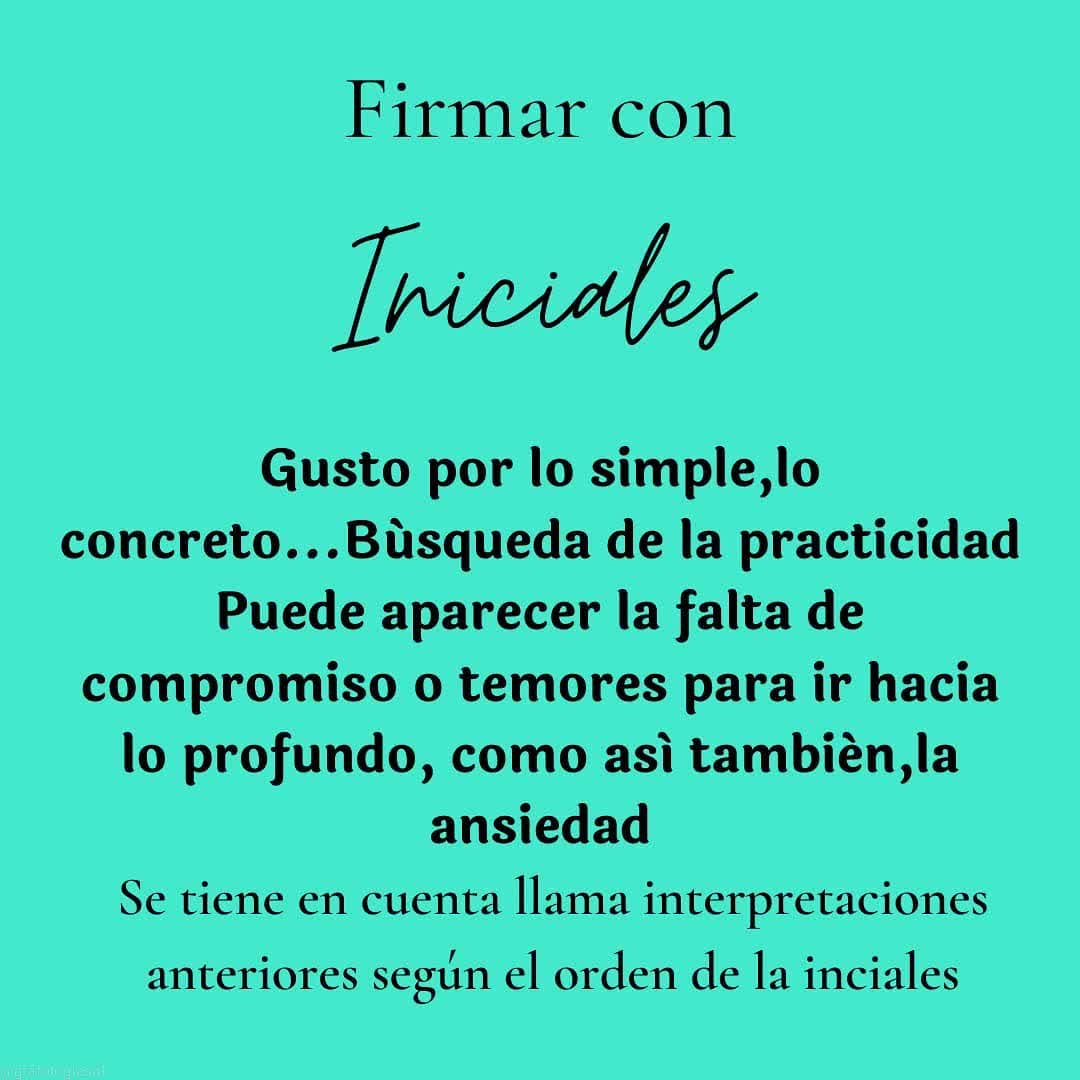 Firmar con
Iniciales
Gusto por lo simple,lo
concreto...Bùsqueda de la practicidad
Puede aparecer la falta de
compromiso o temores para ir hacia
lo profundo, como asì tambièn,la
ansiedad
Se tiene en cuenta llama interpretaciones
anteriores según el orden de la inciales